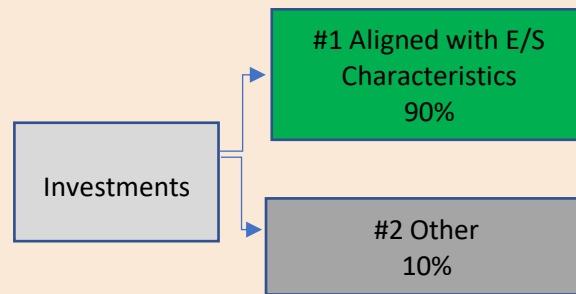 #1 Aligned with E/S
Characteristics
90%
Investments
#2 Other
10%